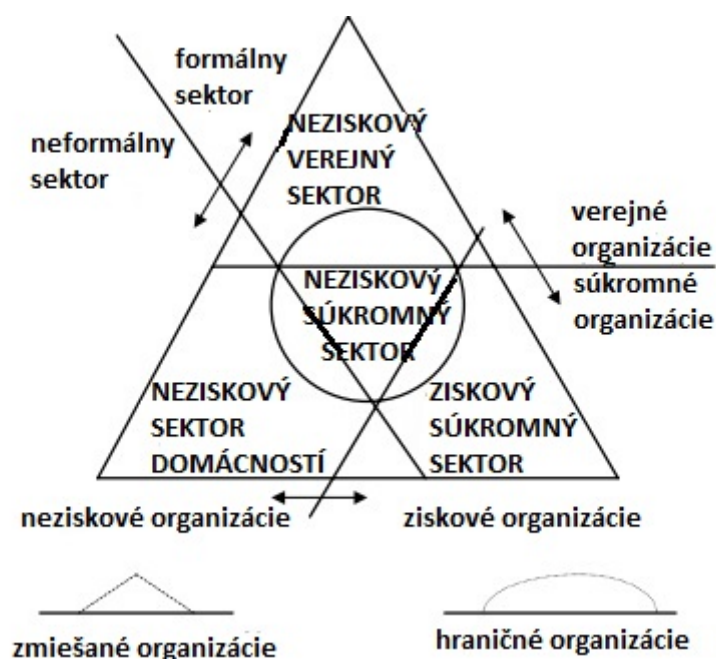 formálny
sektor
neformálny
sektor
NEZISKOVÝ
VEREJNÝ
SEKTOR
verejné
organizácie
súkromné
organizácie
NEZISKOVý
SÚKROMNÝ
SEKTOR
NEZISKOVÝ
SEKTOR
DOMÁCNOSTÍ
ZISKOVÝ
SÚKROMNÝ
SEKTOR
neziskové organizácie
ziskové organizácie
zmiešané organizácie
hraničné organizácie